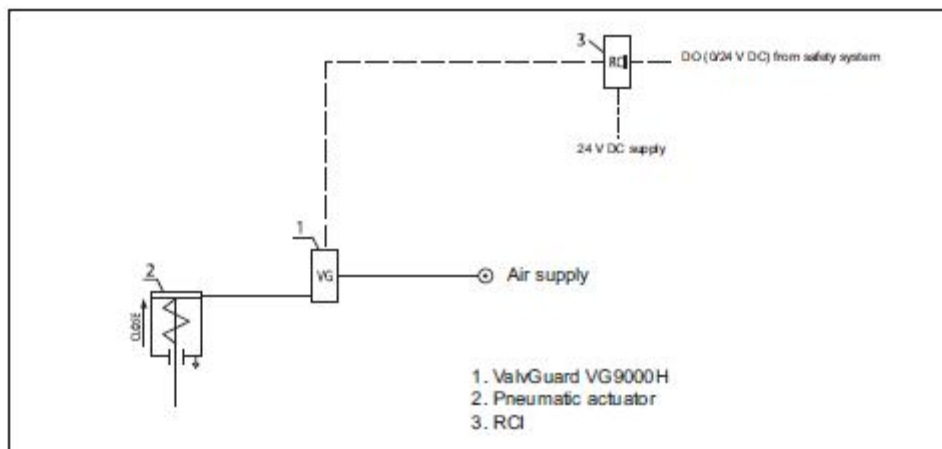 3
RCI
DO (0/24 V DC) from safety system
24 V DC supply
1
VG
Air supply
2
CLOSE
1. ValvGuard VG9000H
2. Pneumatic actuator
3. RCI